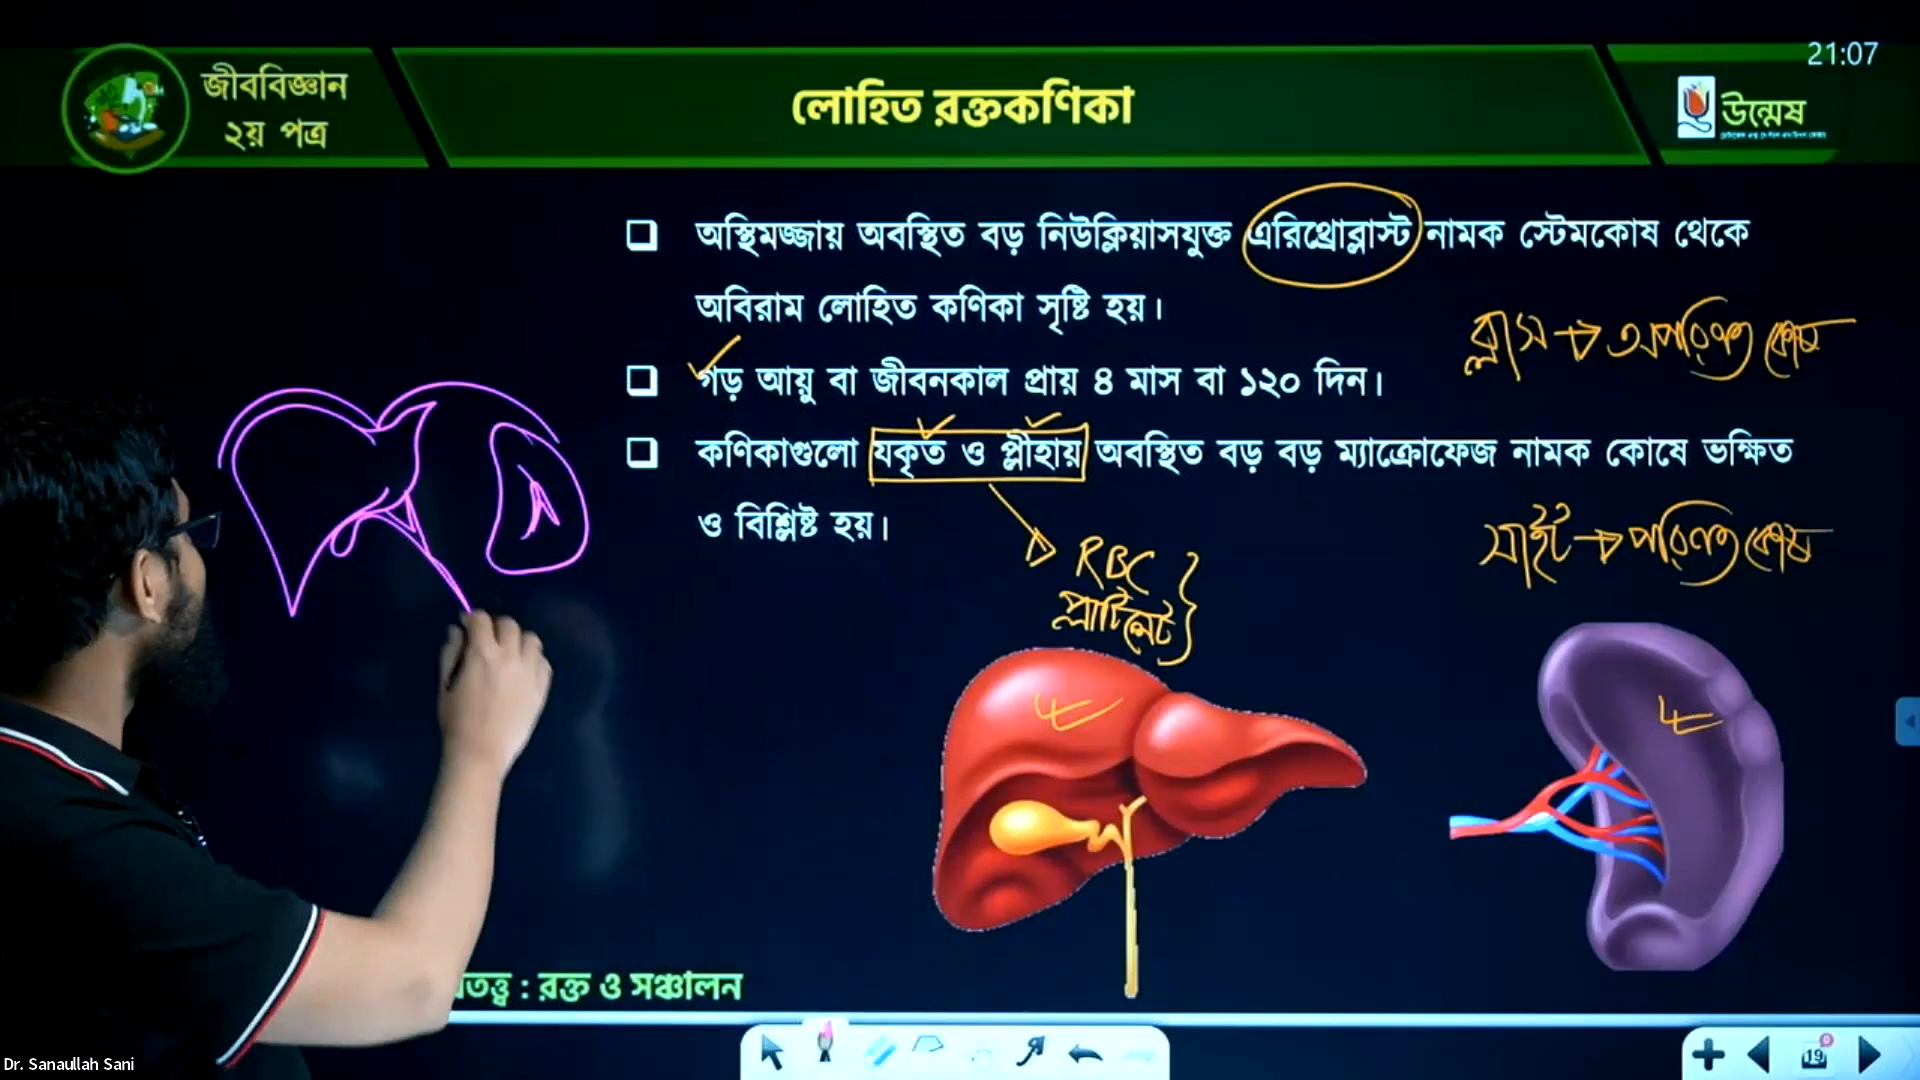 21:07
জীববিজ্ঞান
২য় পত্র
লোহিত রক্তকণিকা
উন্মেষ
❑ অস্থিমজ্জায় অবস্থিত বড় নিউক্লিয়াসযুক্ত এরিথ্রোব্লাস্ট নামক স্টেমকোষ থেকে
অবিরাম লোহিত কণিকা সৃষ্টি হয়।
ব্লাস → অপরিণত কোষ
❑ গড় আয়ু বা জীবনকাল প্রায় ৪ মাস বা ১২০ দিন।
❑ কণিকাগুলো যকৃত ও প্লীহায় অবস্থিত বড় বড় ম্যাক্রোফেজ নামক কোষে ভক্ষিত
ও বিশ্লিষ্ট হয়।
সাইট → পরিণত কোষ
RBC
প্লাটিলেট
তত্ত্ব : রক্ত ও সঞ্চালন
19
Dr. Sanaullah Sani